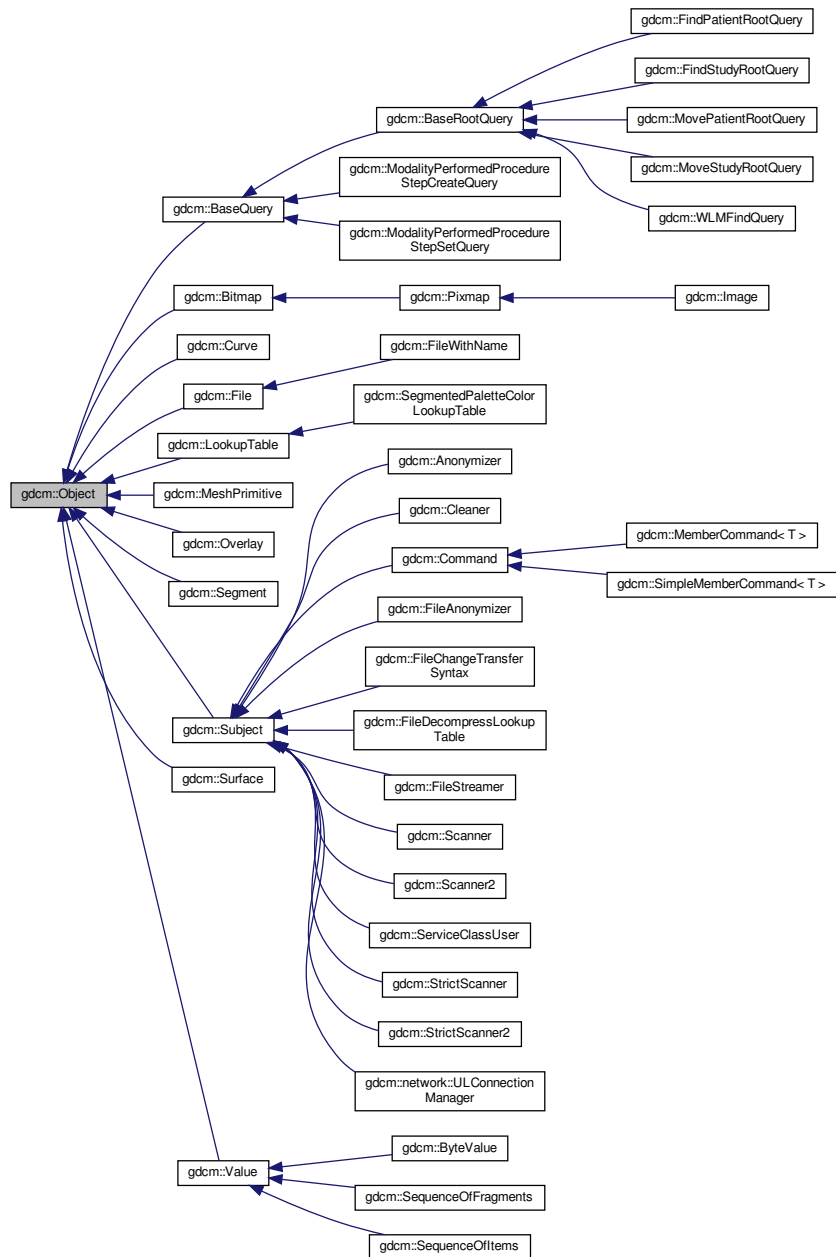 gdcm::FindPatientRootQuery
gdcm::FindStudyRootQuery
gdcm::BaseRootQuery
gdcm::MovePatientRootQuery
gdcm::MoveStudyRootQuery
gdcm::ModalityPerformedProcedure
StepCreateQuery
gdcm::BaseQuery
gdcm::WLMFindQuery
gdcm::ModalityPerformedProcedure
StepSetQuery
gdcm::Bitmap
gdcm::Pixmap
gdcm::Image
gdcm::Curve
gdcm::FileWithName
gdcm::File
gdcm::SegmentedPaletteColor
LookupTable
gdcm::LookupTable
gdcm::Anonymizer
gdcm::Object
gdcm::MeshPrimitive
gdcm::Cleaner
gdcm::MemberCommand< T >
gdcm::Overlay
gdcm::Command
gdcm::SimpleMemberCommand< T >
gdcm::Segment
gdcm::FileAnonymizer
gdcm::FileChangeTransfer
Syntax
gdcm::Subject
gdcm::FileDecompressLookup
Table
gdcm::Surface
gdcm::FileStreamer
gdcm::Scanner
gdcm::Scanner2
gdcm::ServiceClassUser
gdcm::StrictScanner
gdcm::StrictScanner2
gdcm::network::ULConnection
Manager
gdcm::ByteValue
gdcm::Value
gdcm::SequenceOfFragments
gdcm::SequenceOfItems